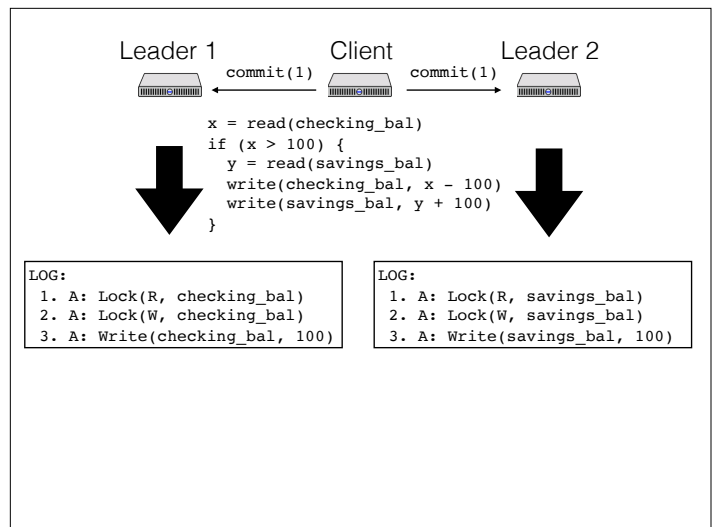 Leader 1
Client
Leader 2
commit(1)
commit(1)
x = read(checking_bal)
if (x > 100) {
y = read(savings_bal)
write(checking_bal, x - 100)
write(savings_bal, y + 100)
}
LOG:
1. A: Lock(R, checking_bal)
2. A: Lock(W, checking_bal)
3. A: Write(checking_bal, 100)
LOG:
1. A: Lock(R, savings_bal)
2. A: Lock(W, savings_bal)
3. A: Write(savings_bal, 100)